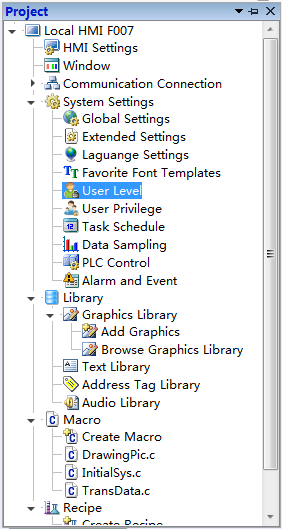 Project
Local HMI F007
HMI Settings
Window
Communication Connection
System Settings
Global Settings
Extended Settings
Laguange Settings
Favorite Font Templates
User Level
User Privilege
Task Schedule
Data Sampling
PLC Control
Alarm and Event
Library
Graphics Library
Add Graphics
Browse Graphics Library
Text Library
Address Tag Library
Audio Library
Macro
Create Macro
DrawingPic.c
InitialSys.c
TransData.c
Recipe
Create Recipe